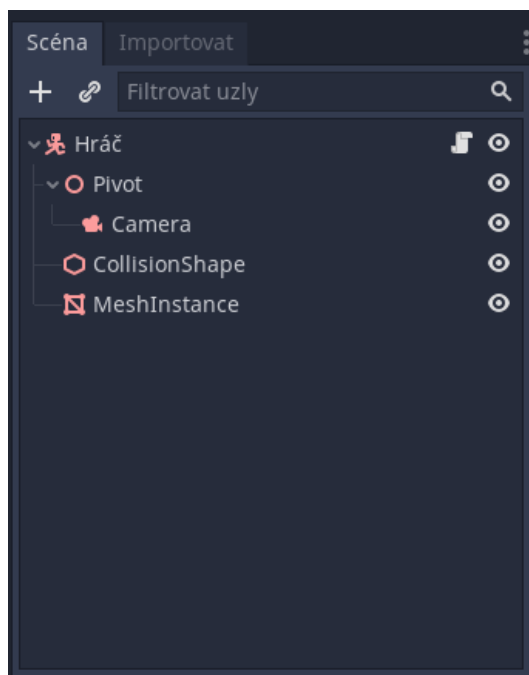 Scéna Importovat
Filtrovat uzly
Hráč
Pivot
Camera
CollisionShape
MeshInstance